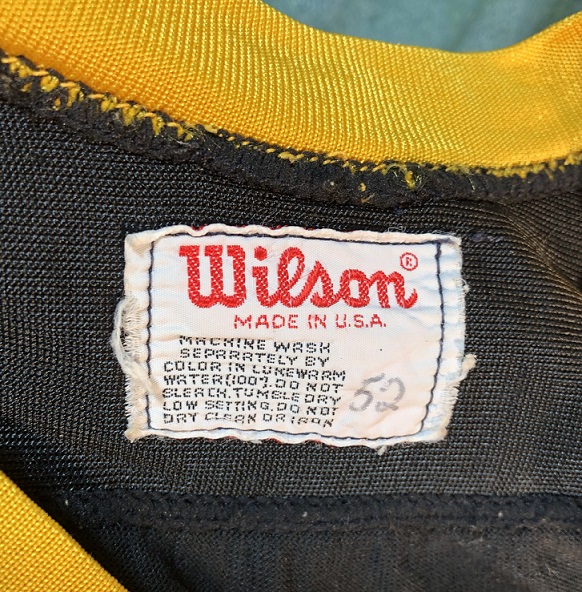 Wilson®
MADE IN U.S.A.
MACHINE WASH
SEPARATELY BY
COLOR IN LUKEWARM
WATER (100°). DO NOT
BLEACH. TUMBLE DRY
LOW SETTING. DO NOT
DRY CLEAN OR IRON
52